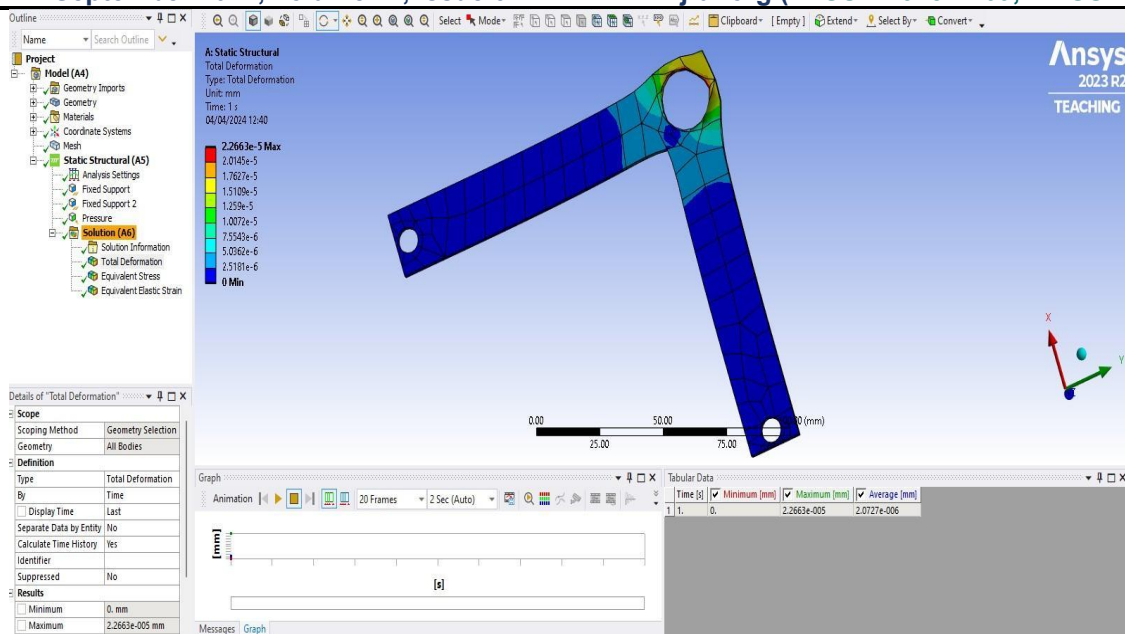 Outline
Name
Search Outline
Project
Model (A4)
Geometry Imports
Geometry
Materials
Coordinate Systems
Mesh
Static Structural (A5)
Analysis Settings
Fixed Support
Fixed Support 2
Pressure
Solution (A6)
Solution Information
Total Deformation
Equivalent Stress
Equivalent Elastic Strain
Select Mode Clipboard [ Empty ] Extend Select By Convert
A: Static Structural
Total Deformation
Type: Total Deformation
Unit: mm
Time: 1 s
04/04/2024 12:40
2.2663e-5 Max
2.0145e-5
1.7627e-5
1.5109e-5
1.259e-5
1.0072e-5
7.5543e-6
5.0362e-6
2.5181e-6
0 Min
Ansys
2023 R2
TEACHING
X
Y
0.00 50.00 (mm)
25.00 75.00
Details of "Total Deformation"
Scope
Scoping Method Geometry Selection
Geometry All Bodies
Definition
Type Total Deformation
By Time
Display Time Last
Separate Data by Entity No
Calculate Time History Yes
Identifier
Suppressed No
Results
Minimum 0. mm
Maximum 2.2663e-005 mm
Graph
Animation 20 Frames 2 Sec (Auto)
[mm]
[s]
Messages Graph
Tabular Data
Time [s] Minimum [mm] Maximum [mm] Average [mm]
1 1. 0. 2.2663e-005 2.0727e-006